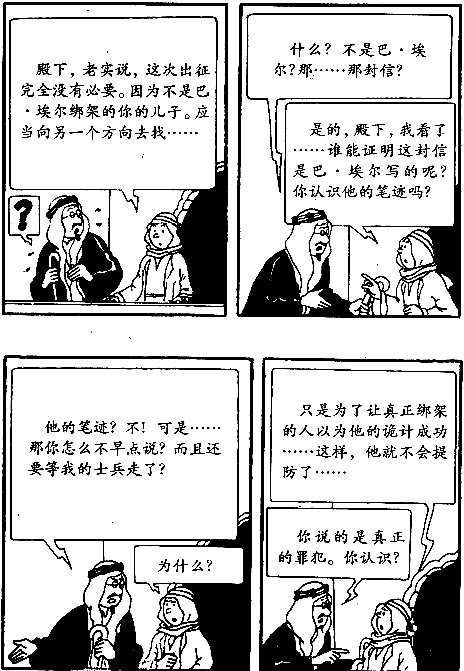 殿下，老实说，这次出征
完全没有必要。因为不是巴
·埃尔绑架的你的儿子。应
当向另一个方向去找……
?
什么？不是巴·埃
尔？那……那封信？
是的，殿下，我看了
……谁能证明这封信
是巴·埃尔写的呢？
你认识他的笔迹吗？
他的笔迹？不！可是……
那你怎么不早点说？而且还
要等我的士兵走了？
为什么？
只是为了让真正绑架
的人以为他的诡计成功
……这样，他就不会提
防了……
你说的是真正
的罪犯。你认识？